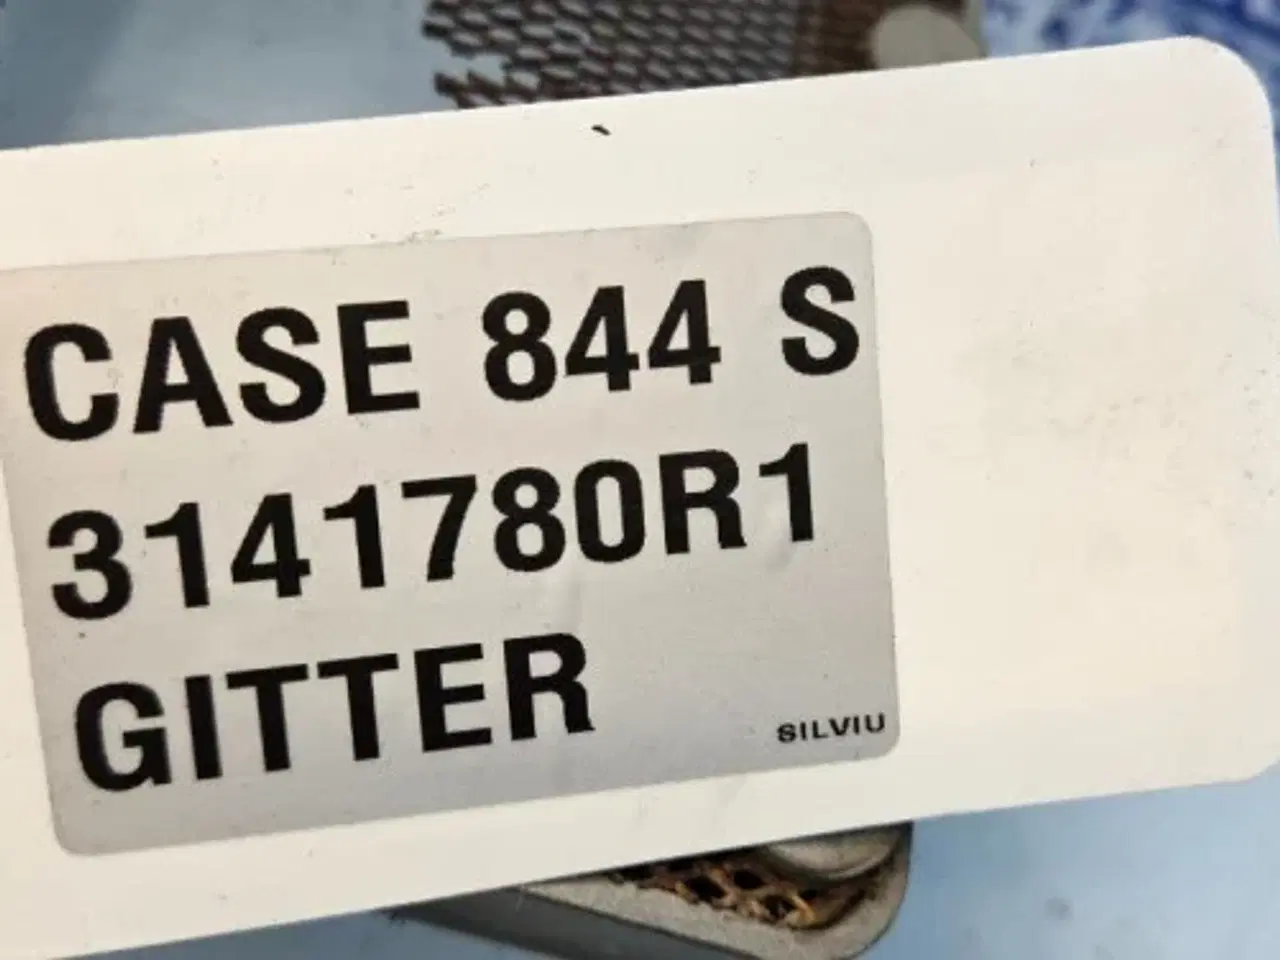 CASE 844 S
3141780R1
GITTER
SILVIU